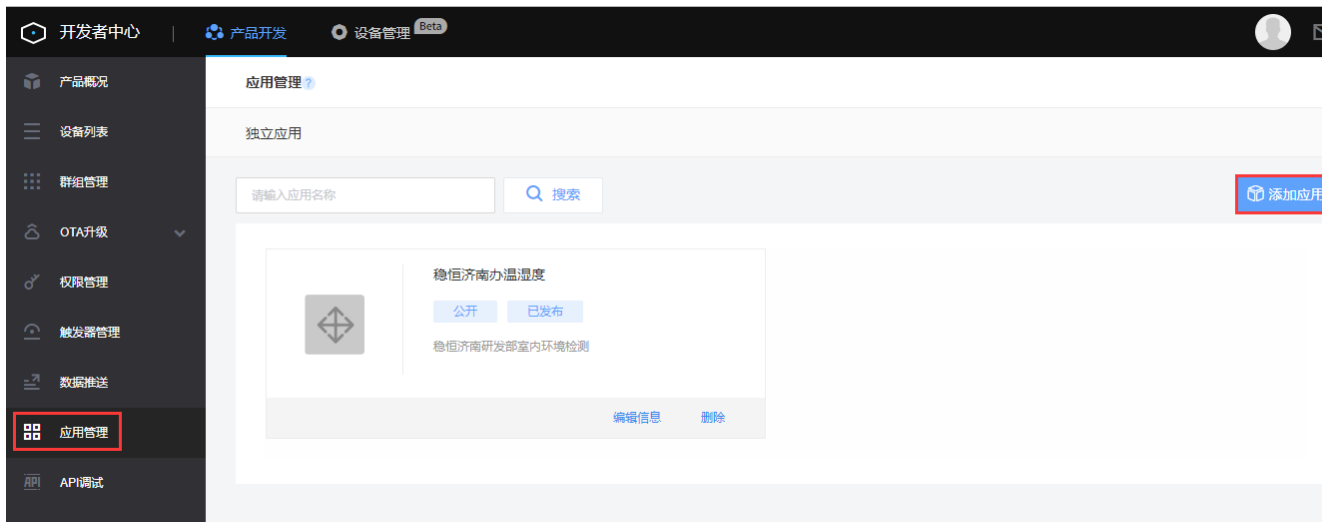 开发者中心 | 产品开发 设备管理 Beta
产品概况
设备列表
群组管理
OTA升级
权限管理
触发器管理
数据推送
应用管理
API API调试
应用管理 ?
独立应用
请输入应用名称 搜索 添加应用
稳恒济南办温湿度
公开 已发布
稳恒济南研发部室内环境检测
编辑信息 删除